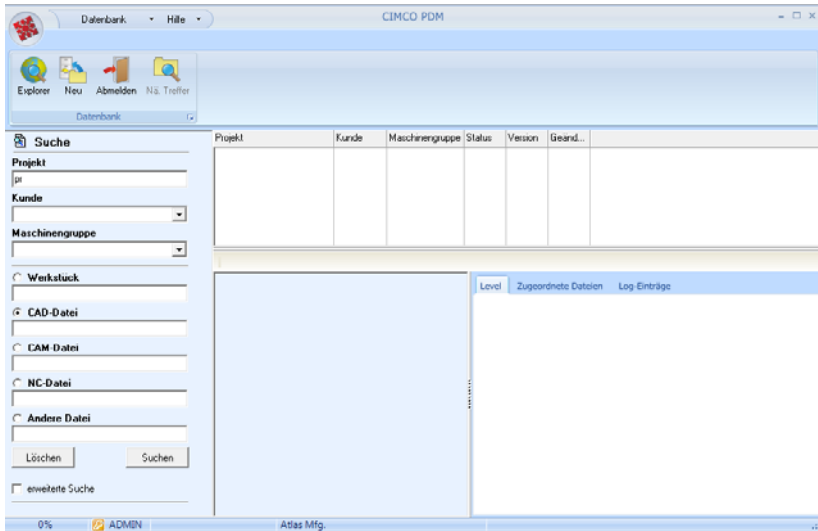 Datenbank Hilfe CIMCO PDM
Explorer Neu Abmelden Nä. Treffer
Datenbank
Suche
Projekt
pr
Kunde
Maschinengruppe
Werkstück
CAD-Datei
CAM-Datei
NC-Datei
Andere Datei
Löschen Suchen
erweiterte Suche
Projekt Kunde Maschinengruppe Status Version Geänd...
Level Zugeordnete Dateien Log-Einträge
0% ADMIN Atlas Mfg.